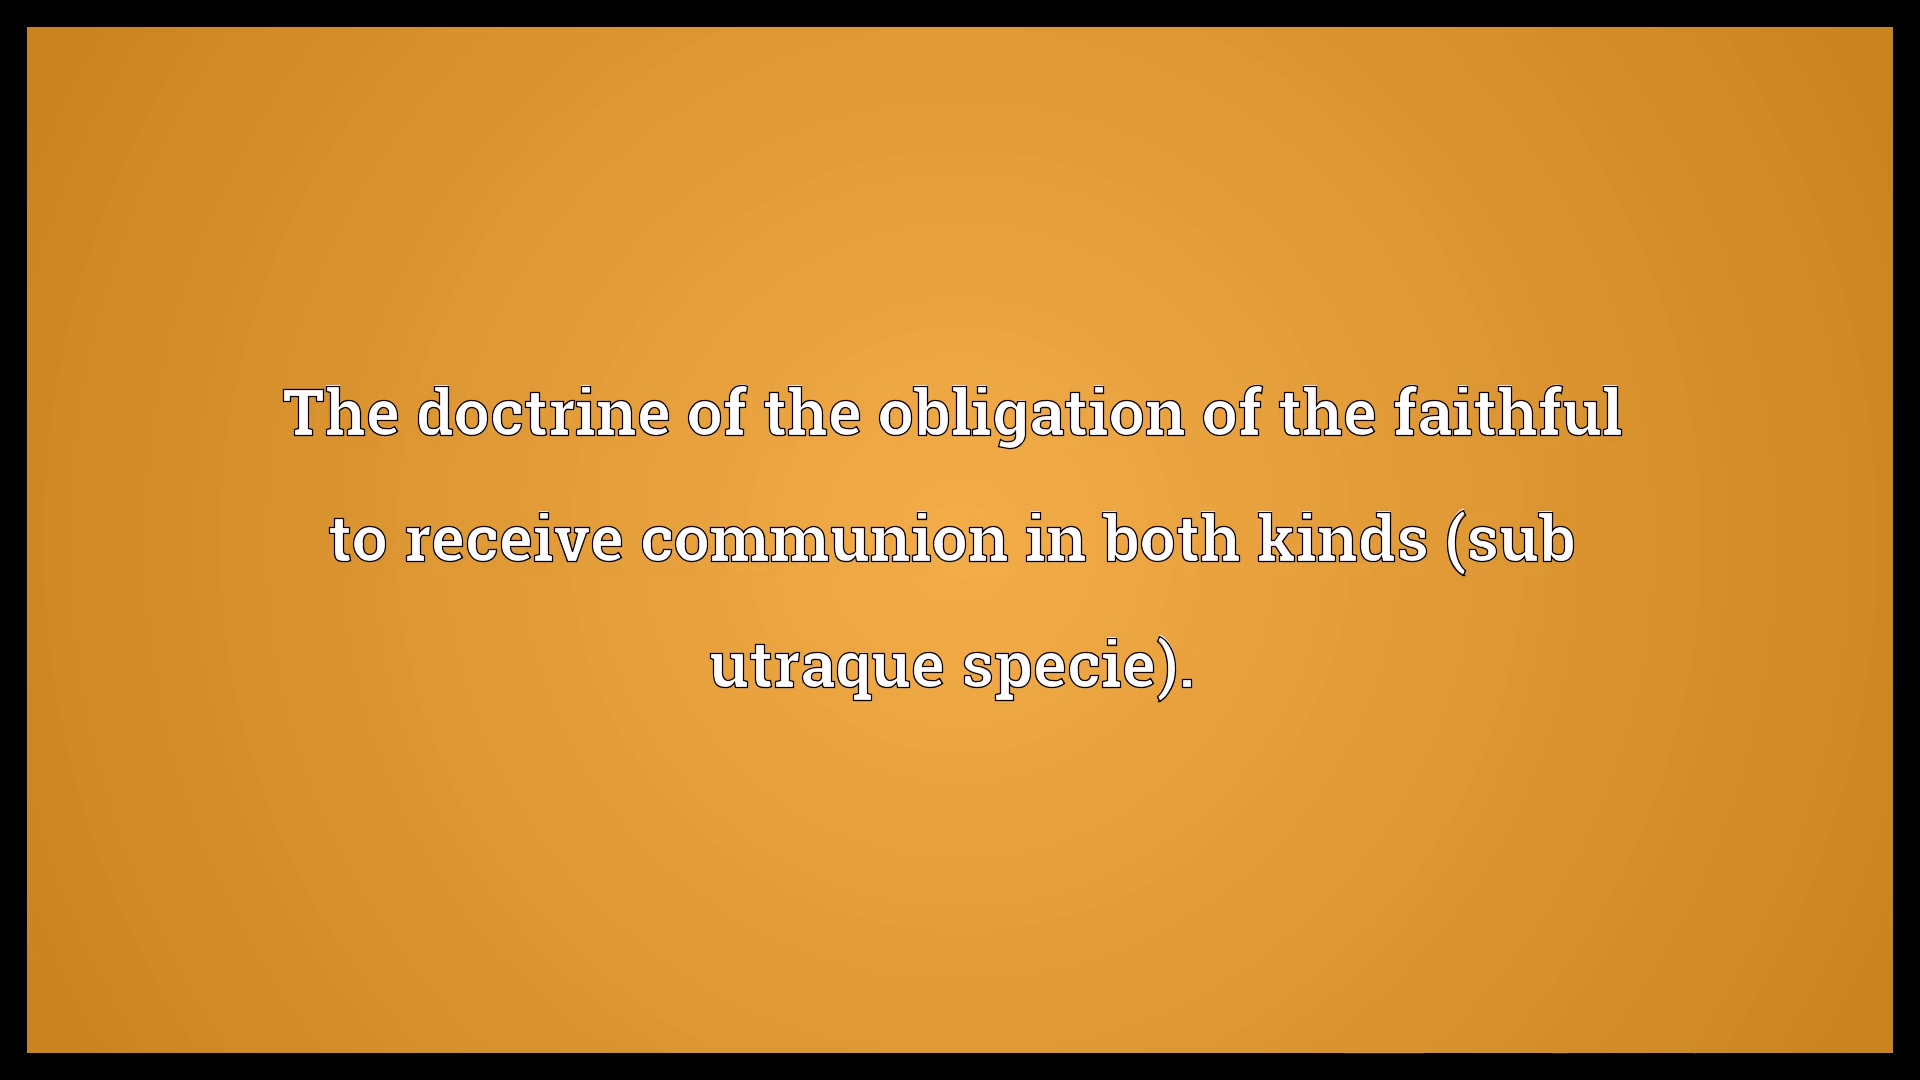 The doctrine of the obligation of the faithful
to receive communion in both kinds (sub
utraque specie).